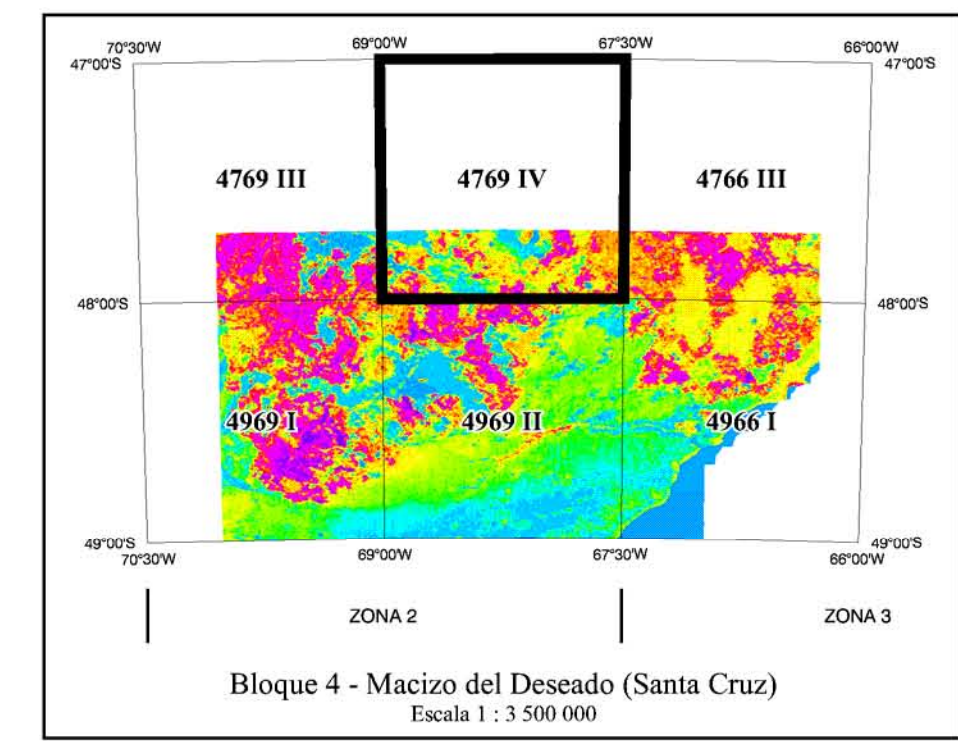 70°30'W 69°00'W 67°30'W 66°00'W
47°00'S 47°00'S
4769 III 4769 IV 4766 III
48°00'S 48°00'S
4969 I 4969 II 4966 I
49°00'S 49°00'S
70°30'W 69°00'W 67°30'W 66°00'W
ZONA 2 ZONA 3
Bloque 4 - Macizo del Deseado (Santa Cruz)
Escala 1 : 3 500 000